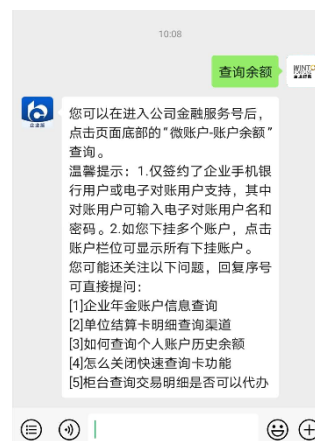 10:08
查询余额
您可以在进入公司金融服务号后，
点击页面底部的“微账户-账户余额”
查询。
温馨提示：1.仅签约了企业手机银
行用户或电子对账用户支持，其中
对账用户可输入电子对账用户名和
密码。2.如您下挂多个账户，点击
账户栏位可显示所有下挂账户。
您可能还关注以下问题，回复序号
可直接提问：
[1]企业年金账户信息查询
[2]单位结算卡明细查询渠道
[3]如何查询个人账户历史余额
[4]怎么关闭快速查询卡功能
[5]柜台查询交易明细是否可以代办